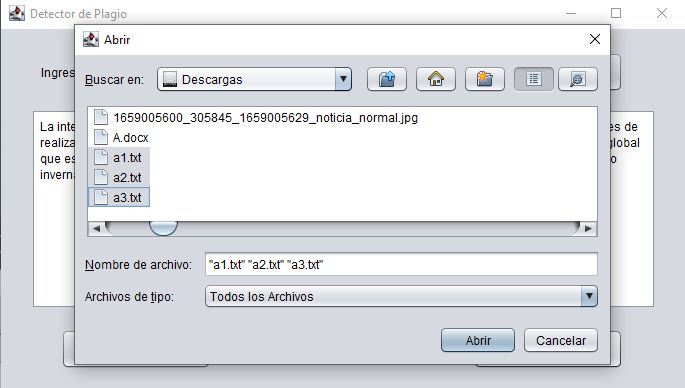 Detector de Plagio
Abrir
Ingres
Buscar en: Descargas
1659005600_305845_1659005629_noticia_normal.jpg
A.docx
a1.txt
a2.txt
a3.txt
La inte
es de
realiza
global
que es
o
inverna
Nombre de archivo: "a1.txt" "a2.txt" "a3.txt"
Archivos de tipo: Todos los Archivos
Abrir Cancelar